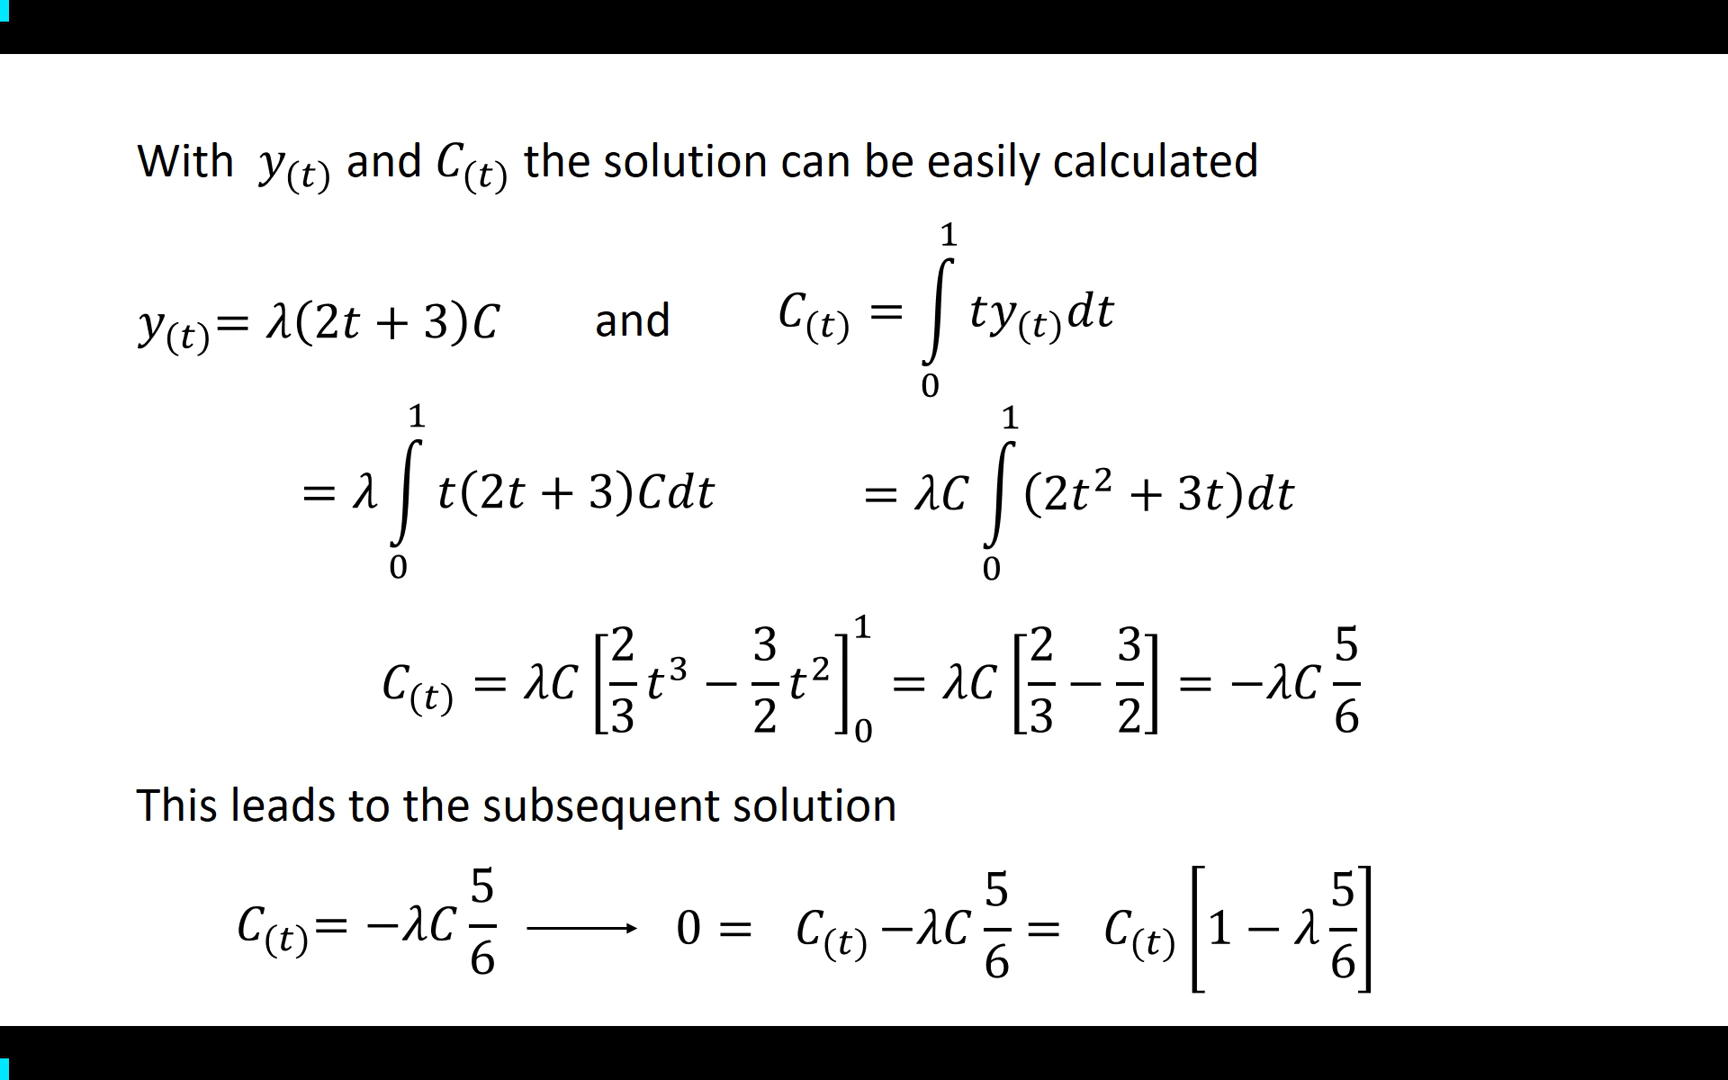 With y₍t₎ and C₍t₎ the solution can be easily calculated
y₍t₎= λ(2t + 3)C and C₍t₎ = ∫₀¹ ty₍t₎dt
= λ ∫₀¹ t(2t + 3)Cdt = λC ∫₀¹ (2t² + 3t)dt
C₍t₎ = λC [2/3 t³ − 3/2 t²]₀¹ = λC [2/3 − 3/2] = −λC 5/6
This leads to the subsequent solution
C₍t₎= −λC 5/6 ⟶ 0 = C₍t₎ −λC 5/6 = C₍t₎ [1 − λ 5/6]